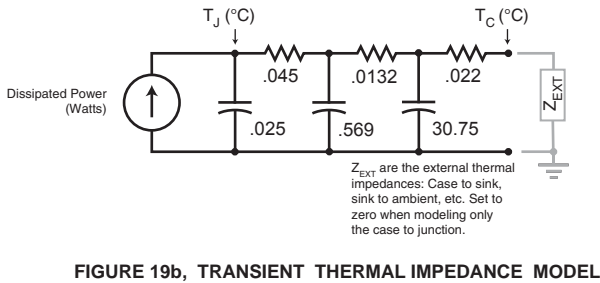 T_J (°C)
T_C (°C)
.045
.0132
.022
Dissipated Power
(Watts)
.025
.569
30.75
Z_EXT
Z_EXT are the external thermal
impedances: Case to sink,
sink to ambient, etc. Set to
zero when modeling only
the case to junction.
FIGURE 19b, TRANSIENT THERMAL IMPEDANCE MODEL